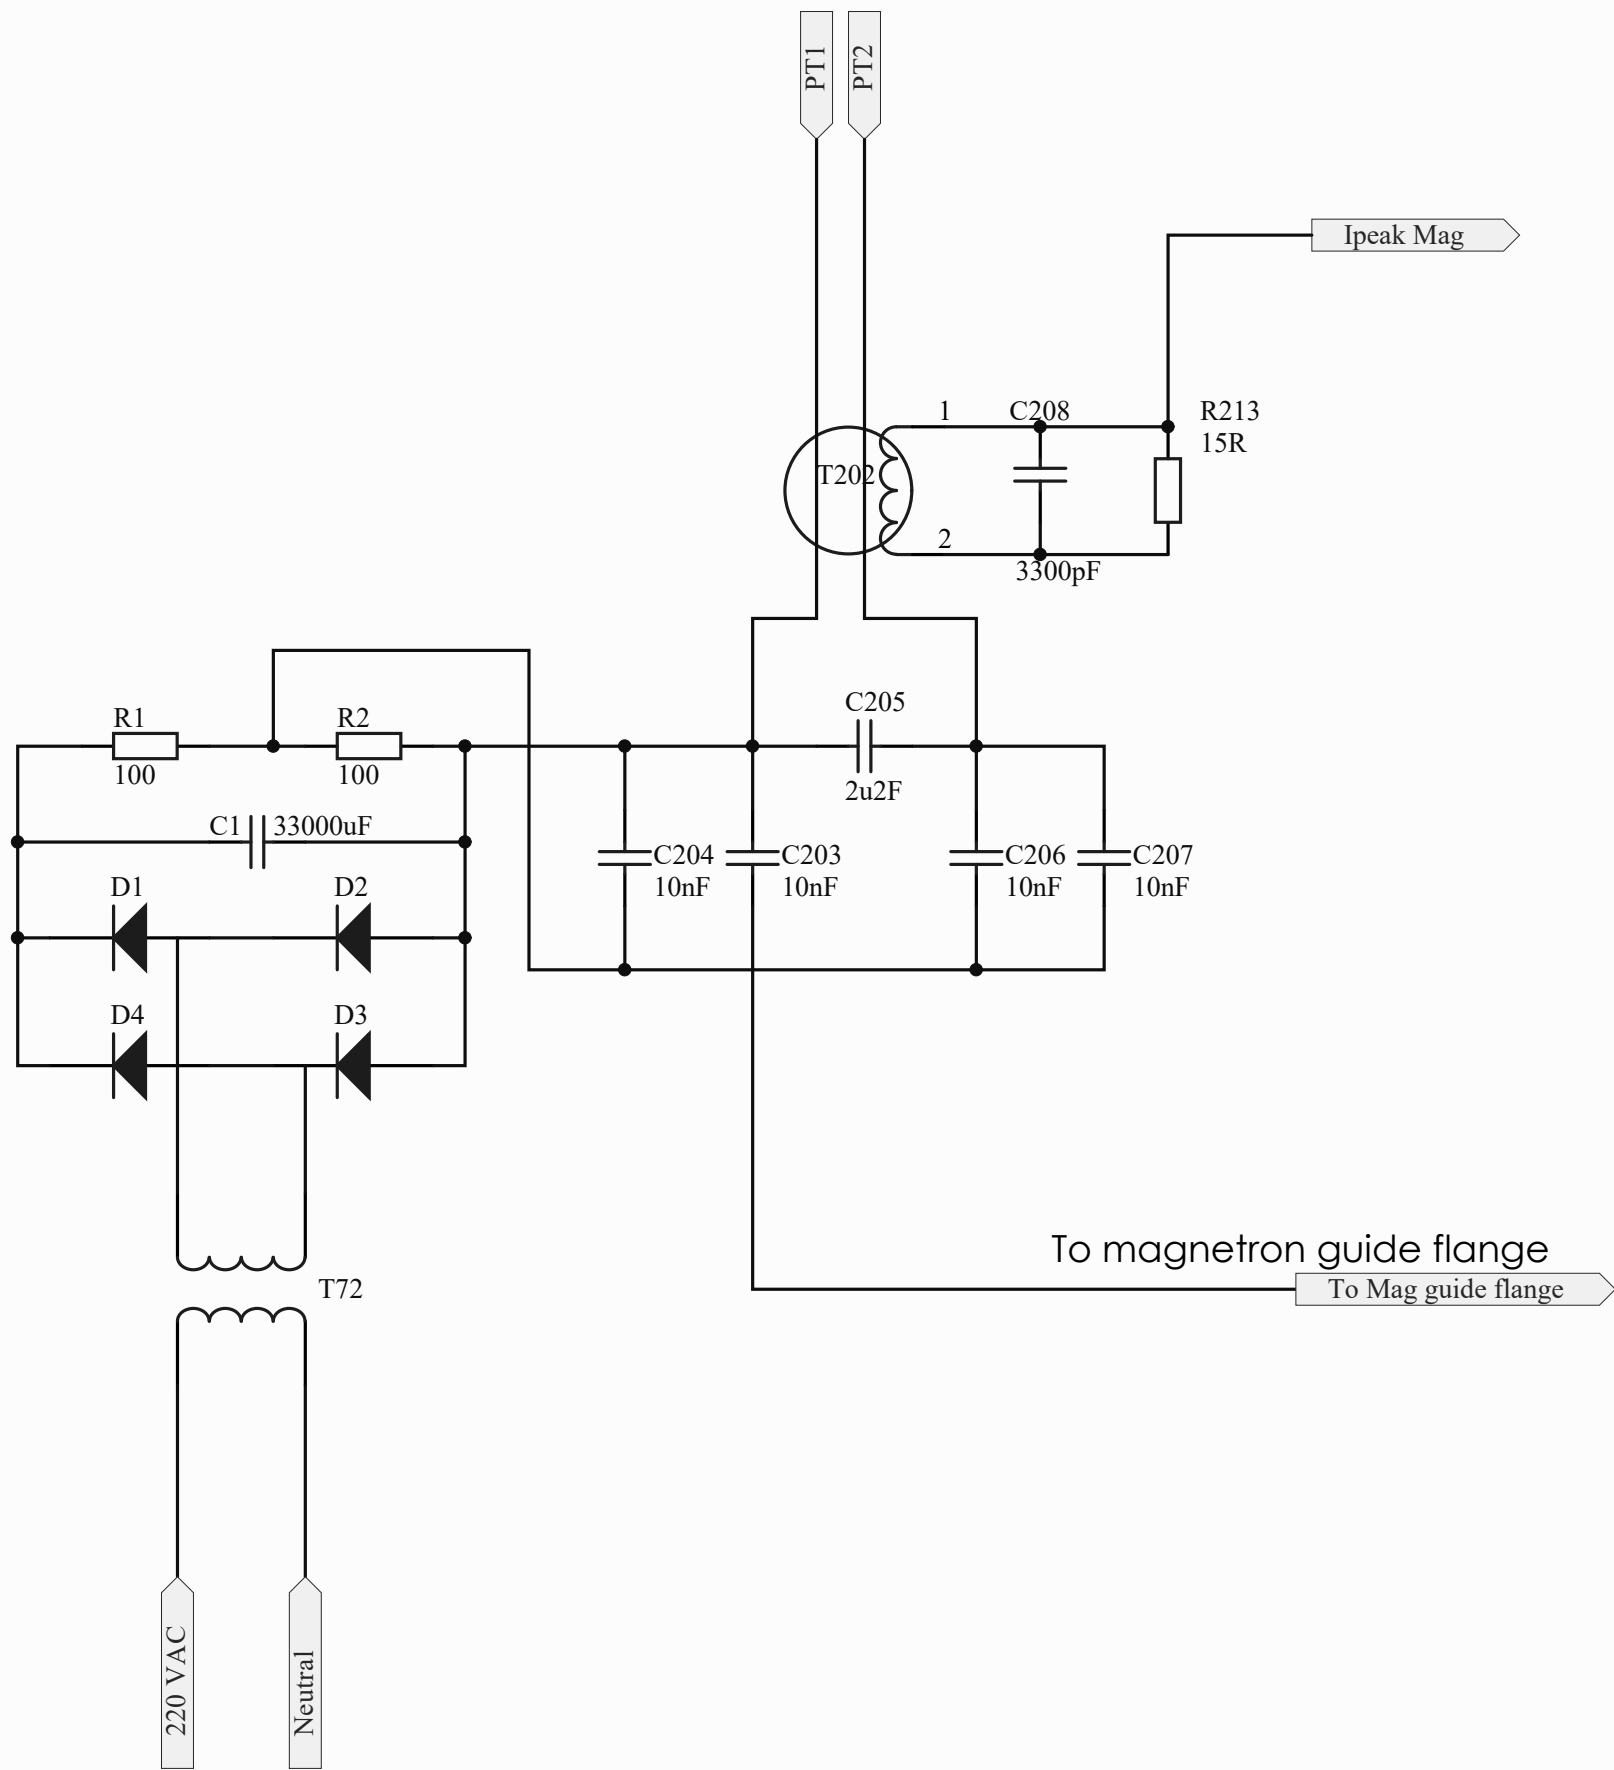 PT1
PT2
Ipeak Mag
1
C208
R213
15R
T202
2
3300pF
C205
2u2F
R1
100
R2
100
C1
33000uF
C204
10nF
C203
10nF
C206
10nF
C207
10nF
D1
D2
D4
D3
To magnetron guide flange
To Mag guide flange
T72
220 VAC
Neutral